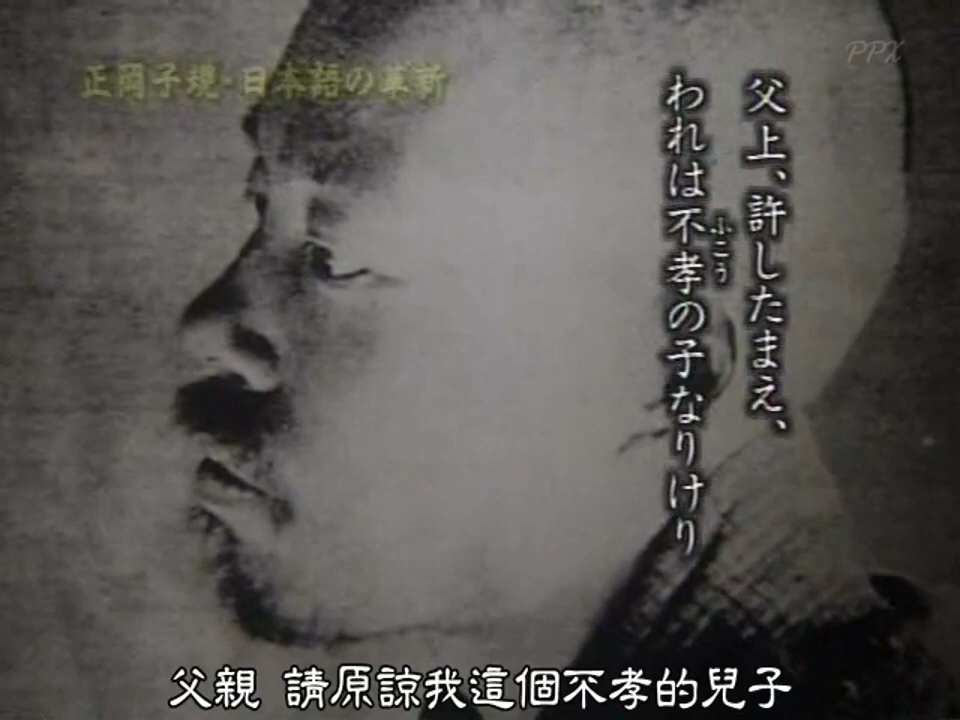 正岡子規・日本語の革新
PPX
父上、許したまえ、
われは不孝の子なりけり
ふこう
父親 請原諒我這個不孝的兒子